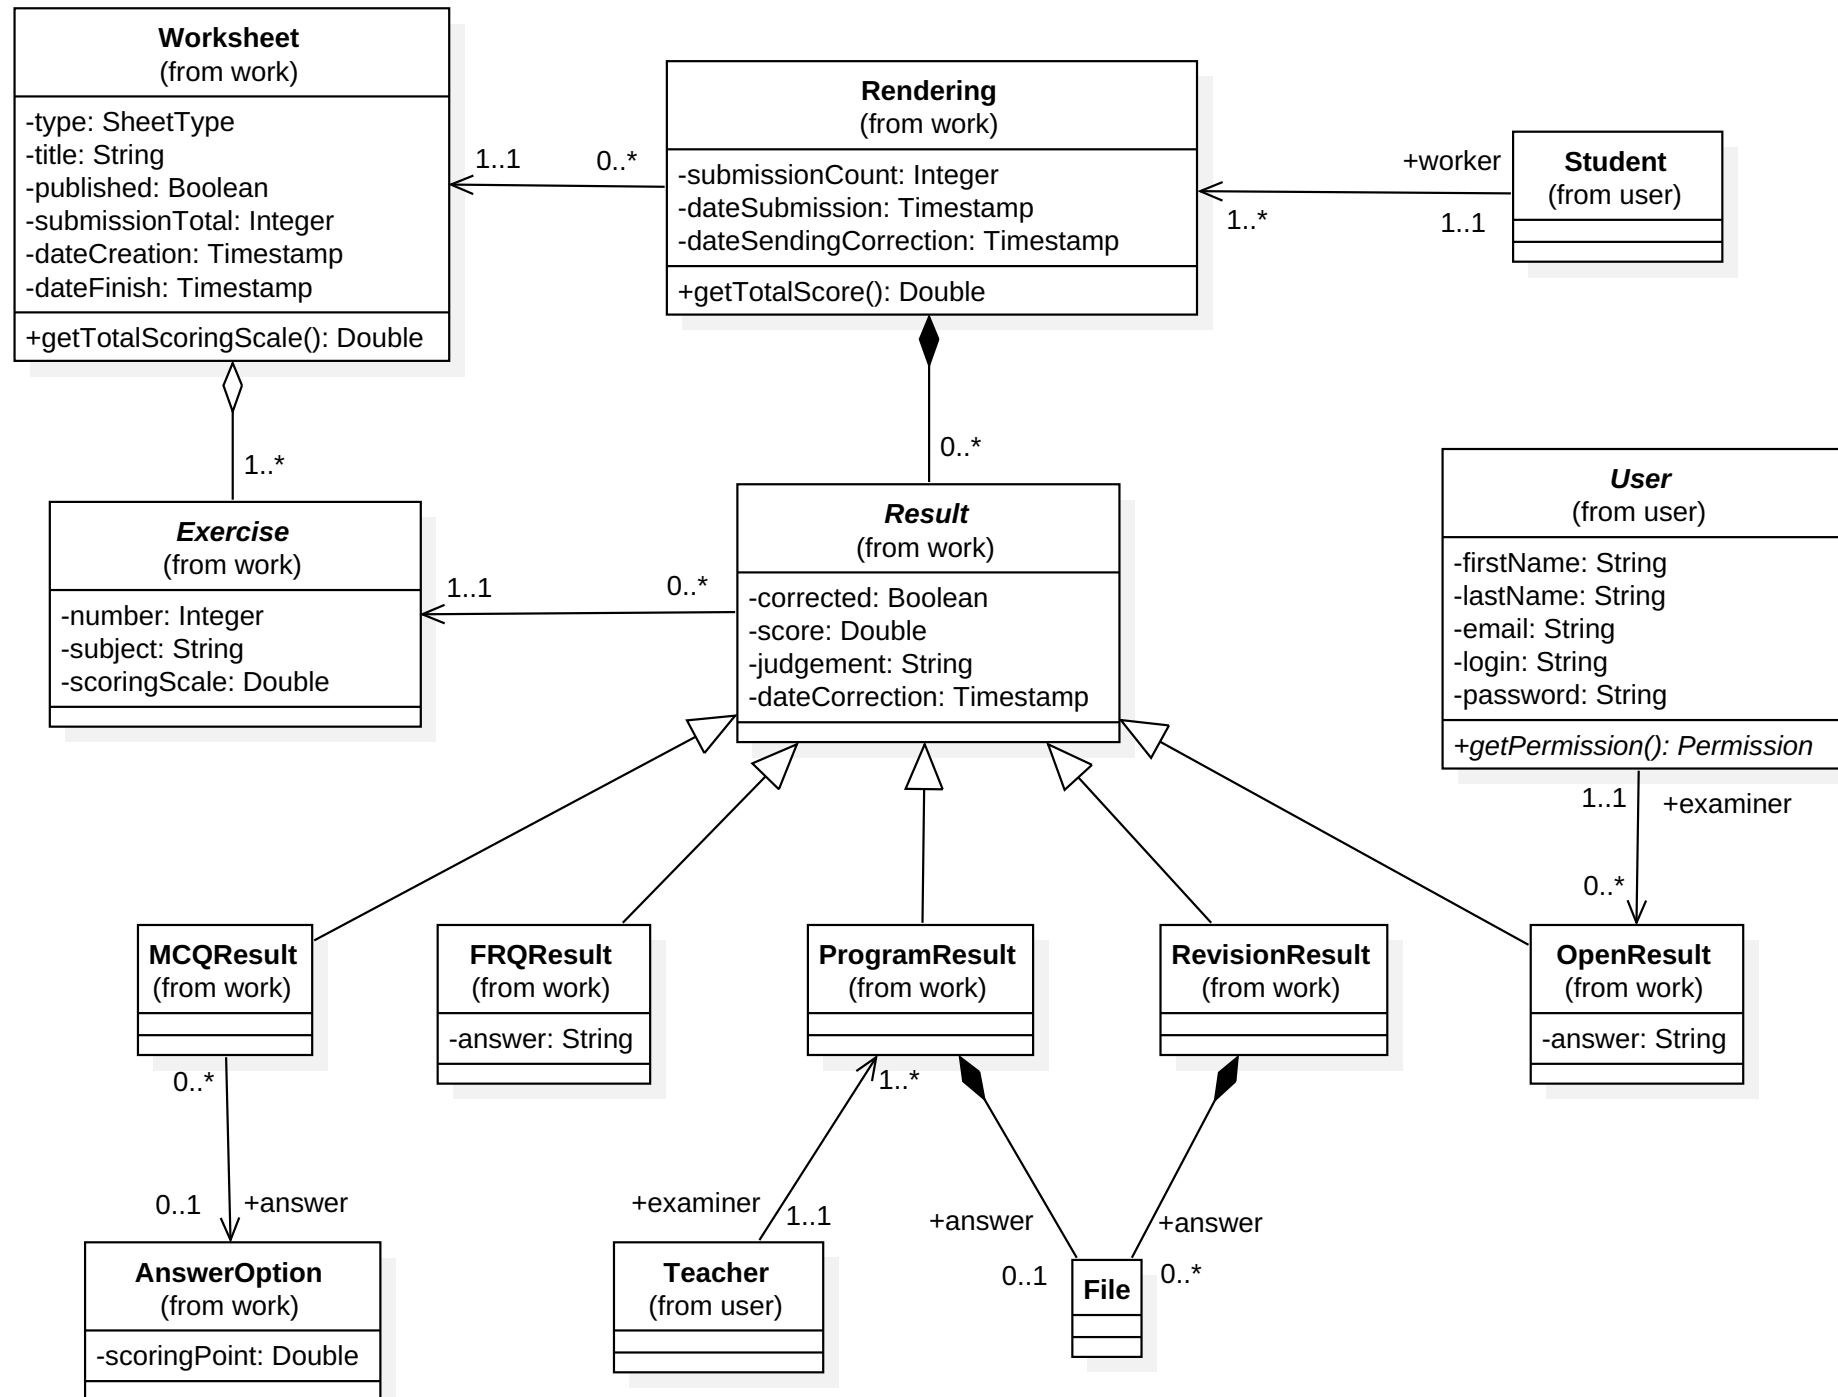 Worksheet
(from work)
-type: SheetType
-title: String
-published: Boolean
-submissionTotal: Integer
-dateCreation: Timestamp
-dateFinish: Timestamp
+getTotalScoringScale(): Double
1..1
0..*
Rendering
(from work)
-submissionCount: Integer
-dateSubmission: Timestamp
-dateSendingCorrection: Timestamp
+getTotalScore(): Double
+worker
1..*
1..1
Student
(from user)
1..*
0..*
Exercise
(from work)
-number: Integer
-subject: String
-scoringScale: Double
1..1
0..*
Result
(from work)
-corrected: Boolean
-score: Double
-judgement: String
-dateCorrection: Timestamp
User
(from user)
-firstName: String
-lastName: String
-email: String
-login: String
-password: String
+getPermission(): Permission
1..1
+examiner
0..*
MCQResult
(from work)
FRQResult
(from work)
-answer: String
ProgramResult
(from work)
RevisionResult
(from work)
OpenResult
(from work)
-answer: String
0..*
1..*
0..1
+answer
+examiner
1..1
+answer
0..1
+answer
0..*
AnswerOption
(from work)
-scoringPoint: Double
Teacher
(from user)
File